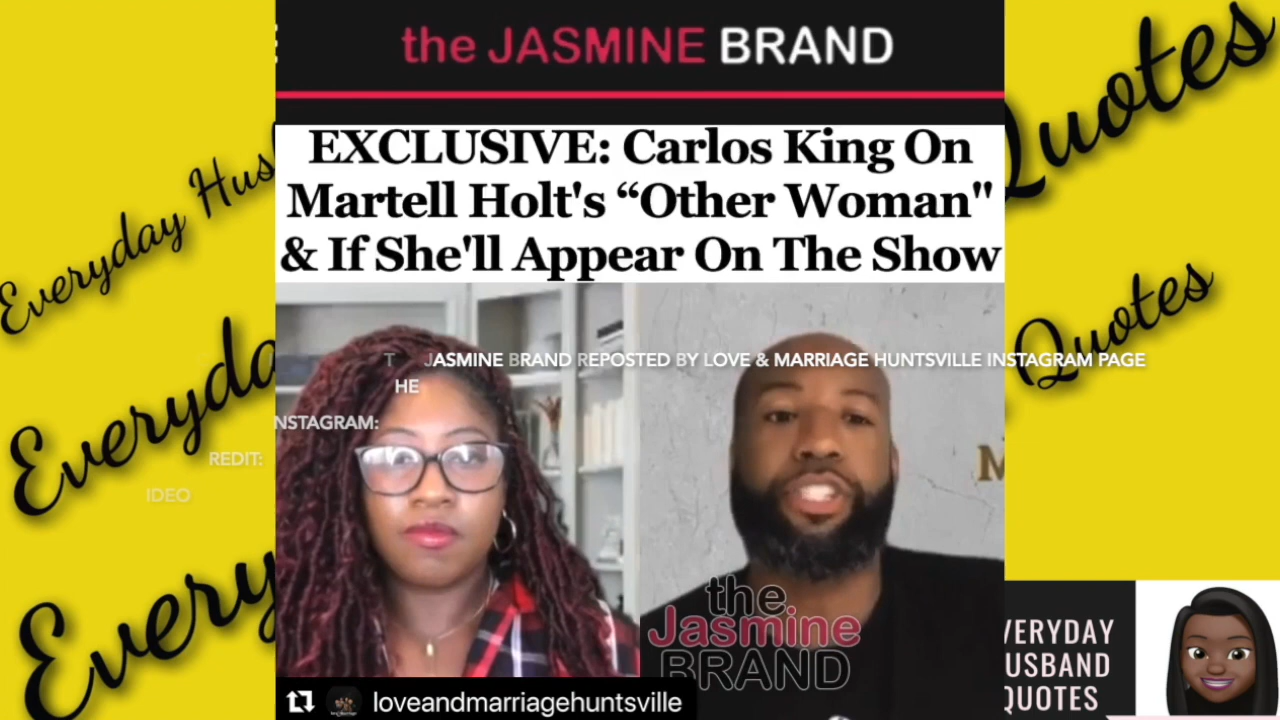 the JASMINE BRAND
EXCLUSIVE: Carlos King On
Martell Holt's “Other Woman"
& If She'll Appear On The Show
Everyday Hus
Quotes
T JASMINE BRAND REPOSTED BY LOVE & MARRIAGE HUNTSVILLE INSTAGRAM PAGE
HE
NSTAGRAM:
REDIT:
IDEO
Everyda
Quotes
M
Every
the
Jasmine
BRAND
VERYDAY
USBAND
QUOTES
loveandmarriagehuntsville